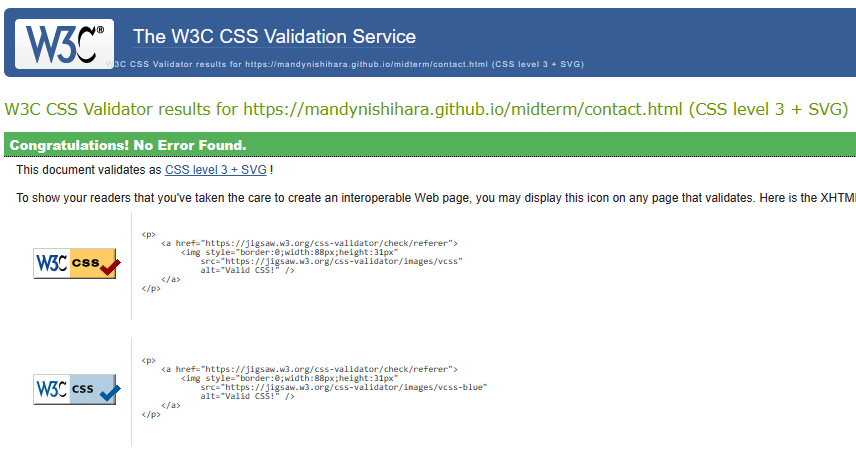 W3C®
The W3C CSS Validation Service
W3C CSS Validator results for https://mandynishihara.github.io/midterm/contact.html (CSS level 3 + SVG)
W3C CSS Validator results for https://mandynishihara.github.io/midterm/contact.html (CSS level 3 + SVG)
Congratulations! No Error Found.
This document validates as CSS level 3 + SVG !
To show your readers that you've taken the care to create an interoperable Web page, you may display this icon on any page that validates. Here is the XHTM
W3C css
<p>
<a href="https://jigsaw.w3.org/css-validator/check/referer">
<img style="border:0;width:88px;height:31px"
src="https://jigsaw.w3.org/css-validator/images/vcss"
alt="Valid CSS!" />
</a>
</p>
W3C css
<p>
<a href="https://jigsaw.w3.org/css-validator/check/referer">
<img style="border:0;width:88px;height:31px"
src="https://jigsaw.w3.org/css-validator/images/vcss-blue"
alt="Valid CSS!" />
</a>
</p>